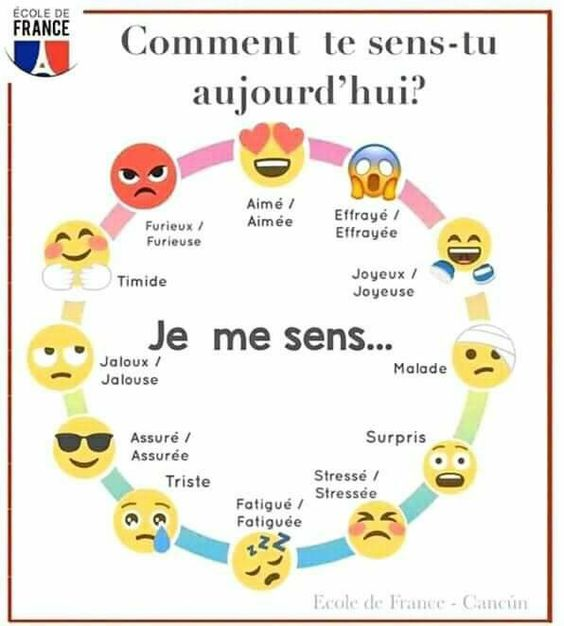 ÉCOLE DE
FRANCE
Comment te sens-tu
aujourd'hui?
Aimé /
Aimée
Effrayé /
Effrayée
Furieux /
Furieuse
Joyeux /
Joyeuse
Timide
Je me sens...
Jaloux /
Jalouse
Malade
Assuré /
Assurée
Surpris
Triste
Stressé /
Stressée
Fatigué /
Fatiguée
zzz
Ecole de France - Cancún